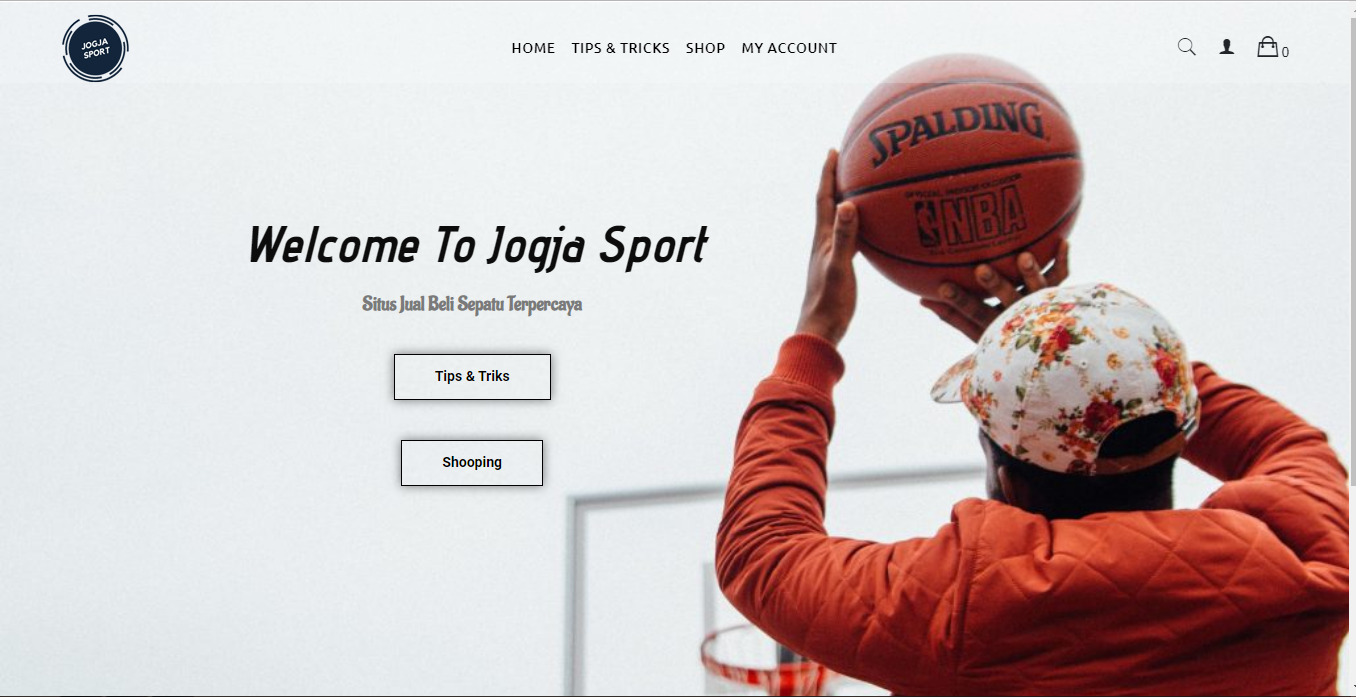 JOGJA
SPORT
HOME TIPS & TRICKS SHOP MY ACCOUNT
0
SPALDING
NBA
Welcome To Jogja Sport
Situs Jual Beli Sepatu Terpercaya
Tips & Triks
Shooping